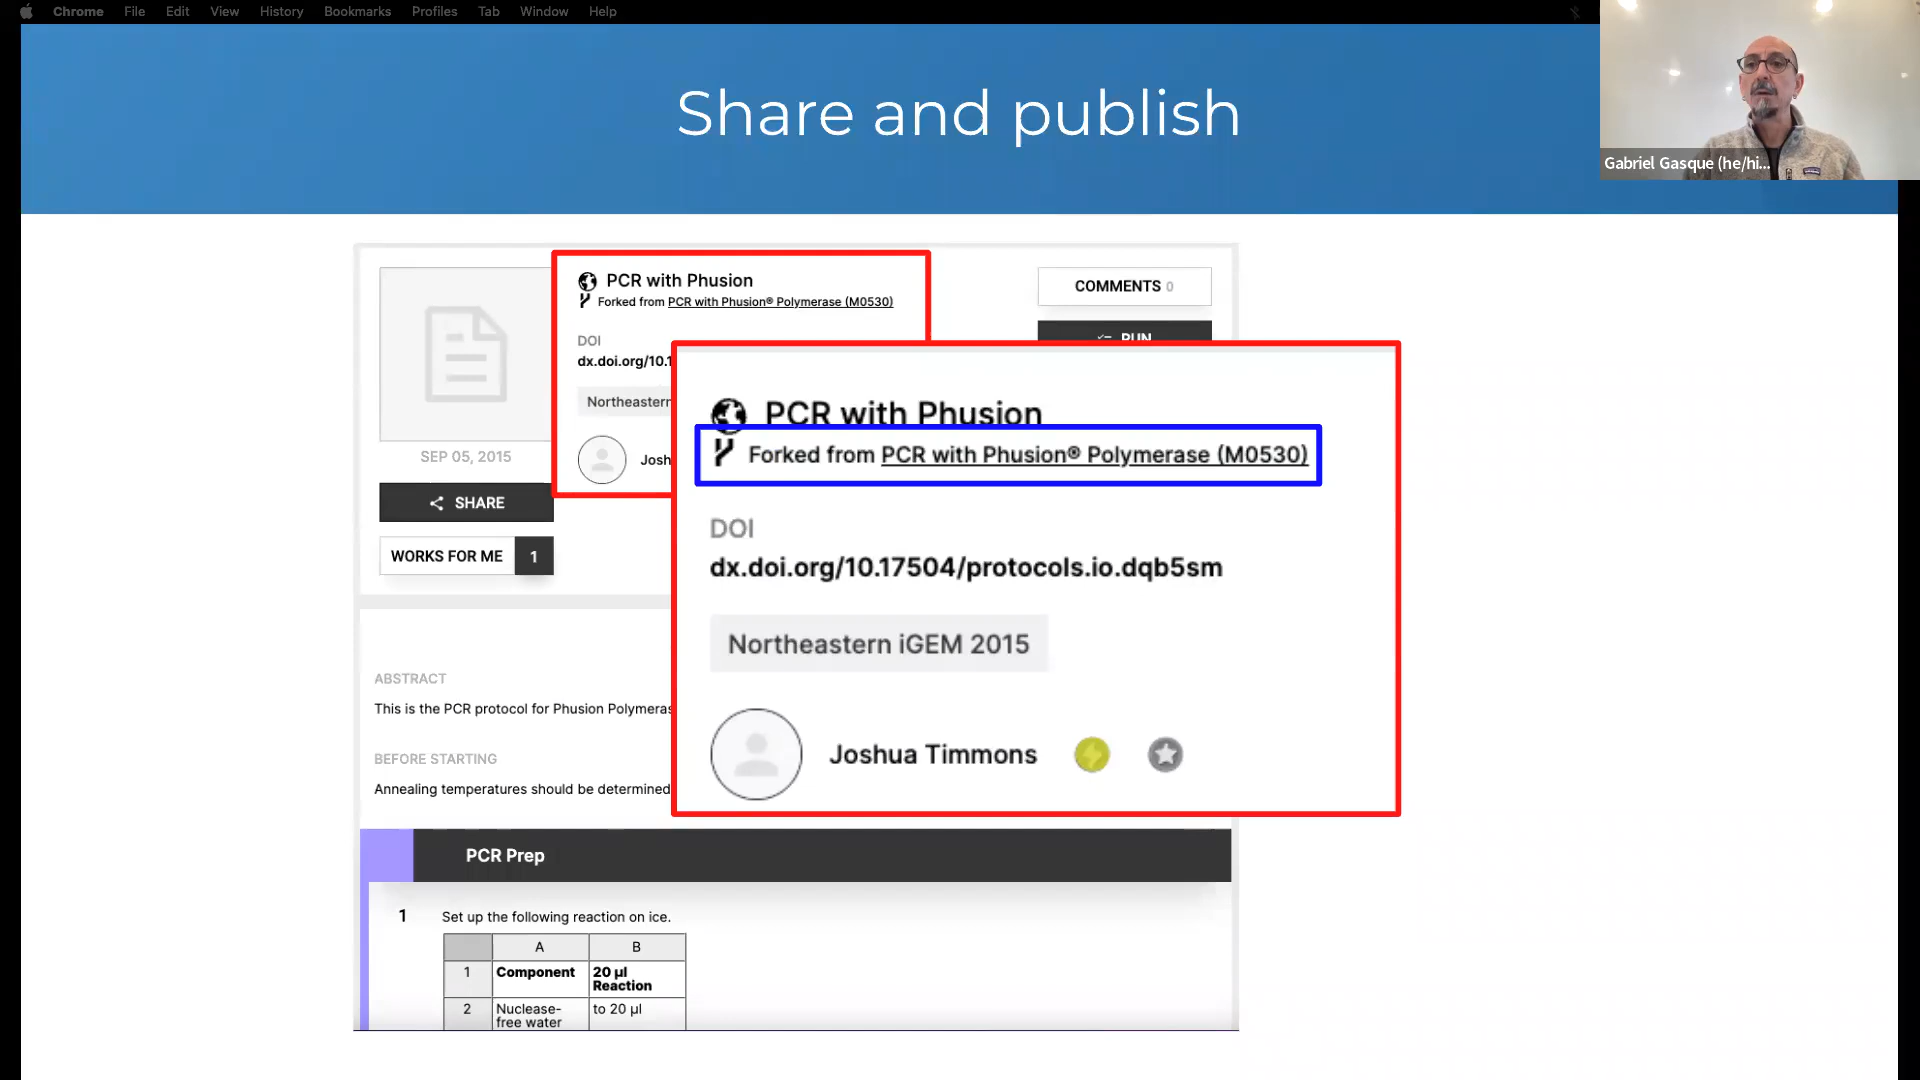 Chrome File Edit View History Bookmarks Profiles Tab Window Help
Gabriel Gasque (he/hi...
Share and publish
PCR with Phusion
Forked from PCR with Phusion® Polymerase (M0530)
DOI
dx.doi.org/10.1
Northeastern
Josh
COMMENTS 0
RUN
SEP 05, 2015
SHARE
WORKS FOR ME 1
PCR with Phusion
Forked from PCR with Phusion® Polymerase (M0530)
DOI
dx.doi.org/10.17504/protocols.io.dqb5sm
Northeastern iGEM 2015
Joshua Timmons
ABSTRACT
This is the PCR protocol for Phusion Polymeras
BEFORE STARTING
Annealing temperatures should be determined
PCR Prep
1 Set up the following reaction on ice.
A B
1 Component 20 µl
Reaction
2 Nuclease- to 20 µl
free water